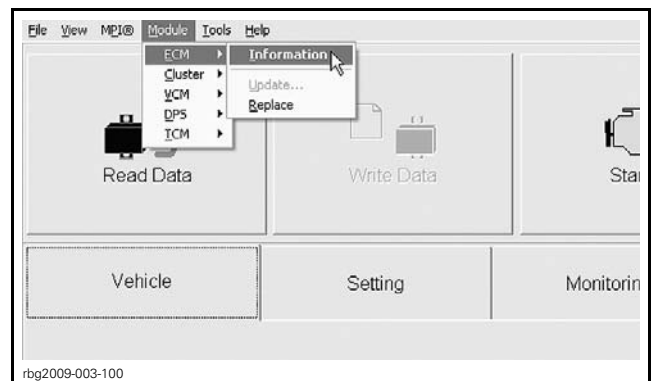 File View MPI® Module Tools Help
ECM Information
Cluster
Update...
VCM
Replace
DPS
TCM
Read Data Write Data Star
Vehicle Setting Monitorin
rbg2009-003-100